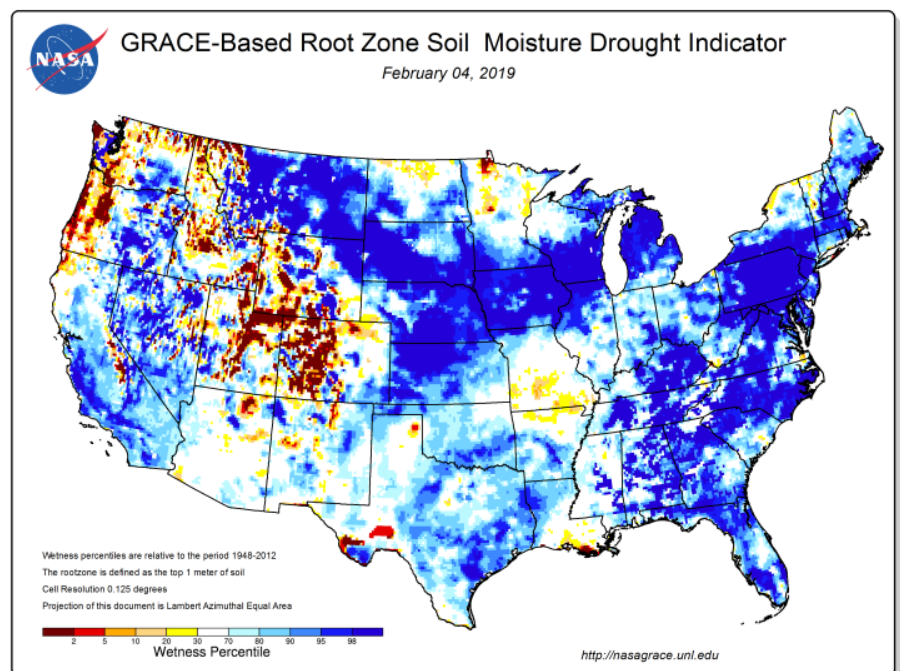 NASA
GRACE-Based Root Zone Soil Moisture Drought Indicator
February 04, 2019
Wetness percentiles are relative to the period 1948-2012
The rootzone is defined as the top 1 meter of soil
Cell Resolution 0.125 degrees
Projection of this document is Lambert Azimuthal Equal Area
2 5 10 20 30 70 80 90 95 98
Wetness Percentile
http://nasagrace.unl.edu